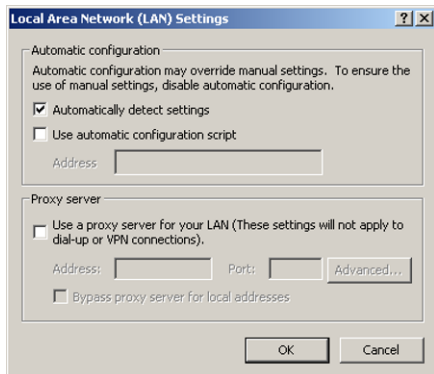 Local Area Network (LAN) Settings
Automatic configuration
Automatic configuration may override manual settings. To ensure the
use of manual settings, disable automatic configuration.
Automatically detect settings
Use automatic configuration script
Address
Proxy server
Use a proxy server for your LAN (These settings will not apply to
dial-up or VPN connections).
Address: Port: Advanced...
Bypass proxy server for local addresses
OK Cancel